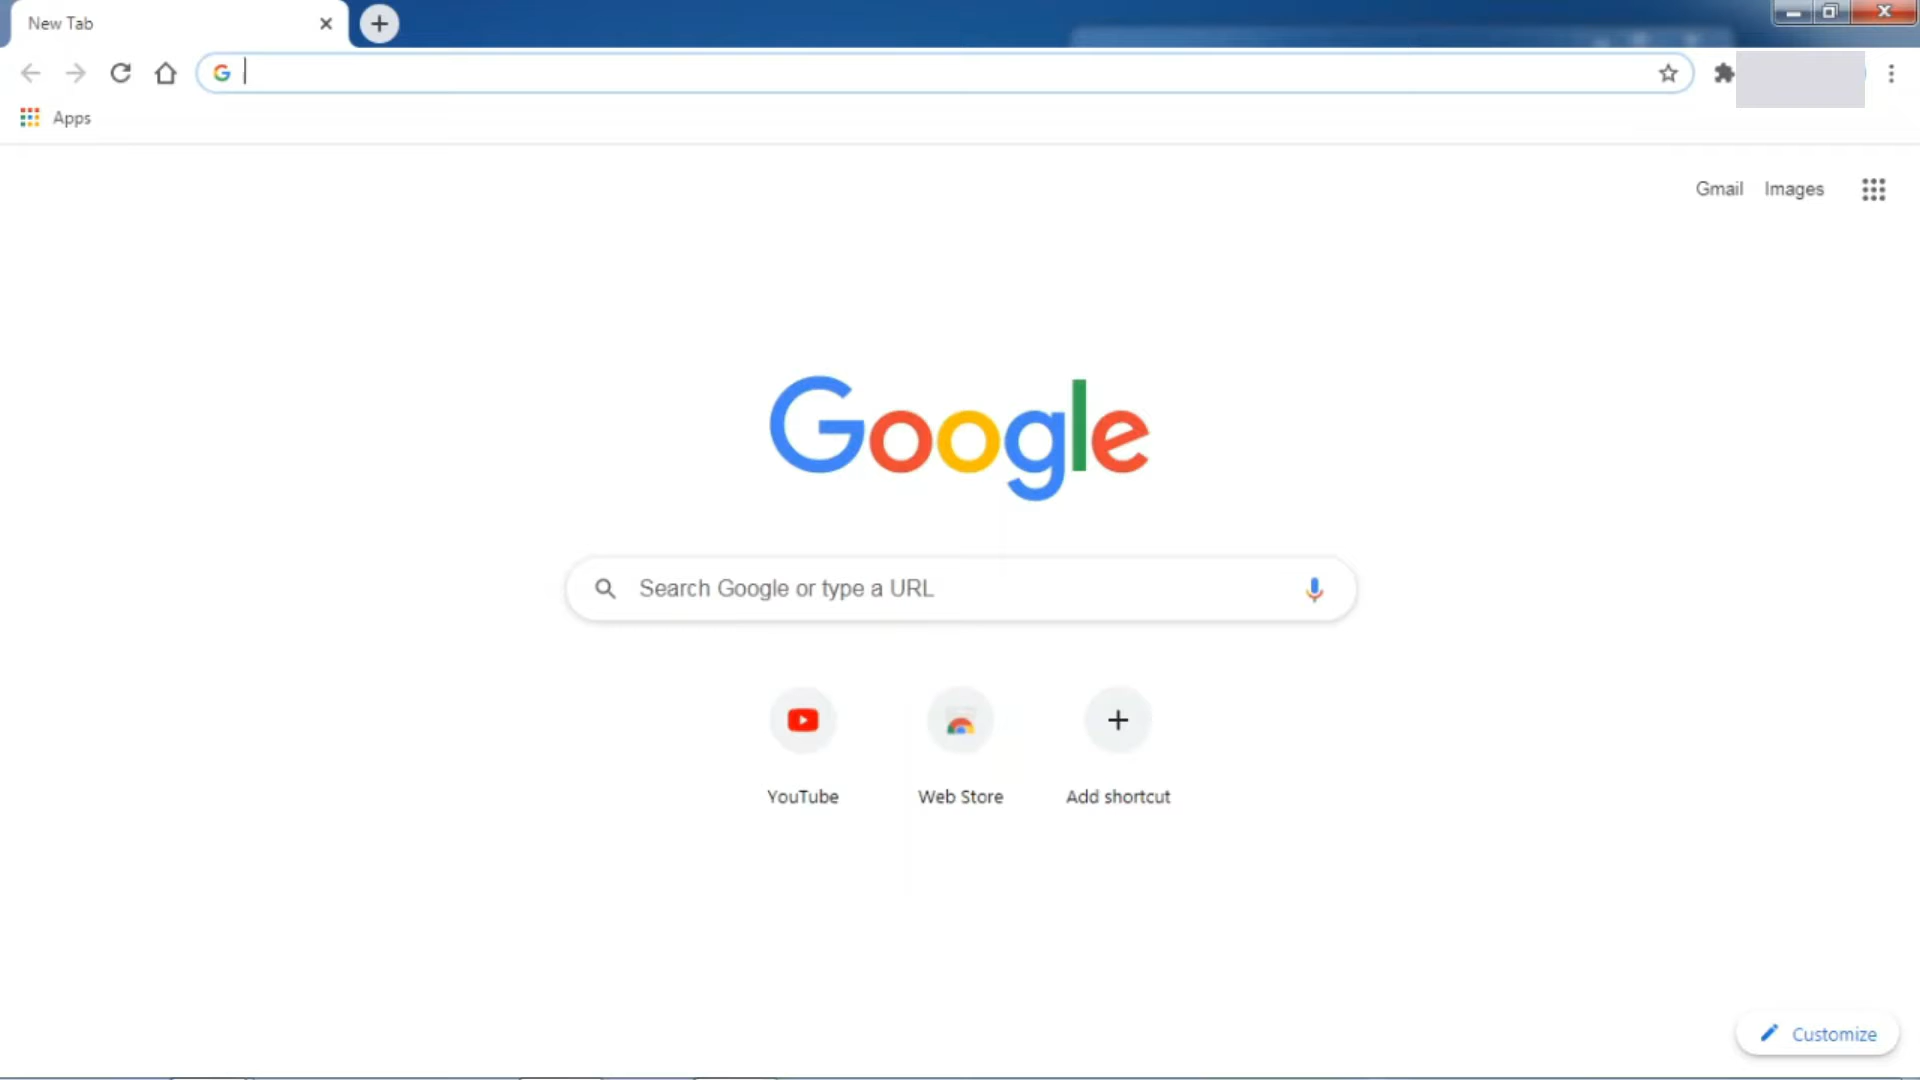 New Tab
Apps
Gmail Images
Google
Search Google or type a URL
YouTube Web Store Add shortcut
Customize